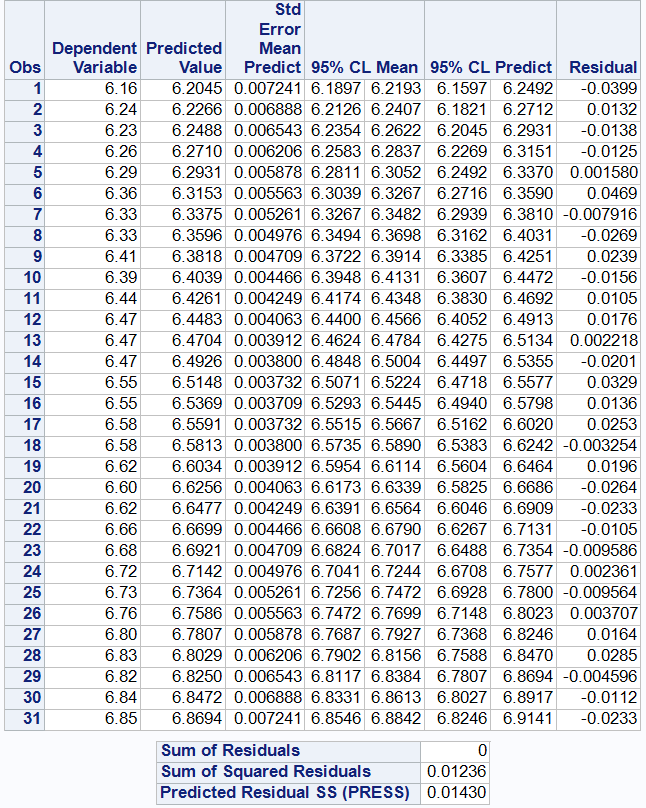 Std
Error
Dependent Predicted Mean
Obs Variable Value Predict 95% CL Mean 95% CL Predict Residual
1 6.16 6.2045 0.007241 6.1897 6.2193 6.1597 6.2492 -0.0399
2 6.24 6.2266 0.006888 6.2126 6.2407 6.1821 6.2712 0.0132
3 6.23 6.2488 0.006543 6.2354 6.2622 6.2045 6.2931 -0.0138
4 6.26 6.2710 0.006206 6.2583 6.2837 6.2269 6.3151 -0.0125
5 6.29 6.2931 0.005878 6.2811 6.3052 6.2492 6.3370 0.001580
6 6.36 6.3153 0.005563 6.3039 6.3267 6.2716 6.3590 0.0469
7 6.33 6.3375 0.005261 6.3267 6.3482 6.2939 6.3810 -0.007916
8 6.33 6.3596 0.004976 6.3494 6.3698 6.3162 6.4031 -0.0269
9 6.41 6.3818 0.004709 6.3722 6.3914 6.3385 6.4251 0.0239
10 6.39 6.4039 0.004466 6.3948 6.4131 6.3607 6.4472 -0.0156
11 6.44 6.4261 0.004249 6.4174 6.4348 6.3830 6.4692 0.0105
12 6.47 6.4483 0.004063 6.4400 6.4566 6.4052 6.4913 0.0176
13 6.47 6.4704 0.003912 6.4624 6.4784 6.4275 6.5134 0.002218
14 6.47 6.4926 0.003800 6.4848 6.5004 6.4497 6.5355 -0.0201
15 6.55 6.5148 0.003732 6.5071 6.5224 6.4718 6.5577 0.0329
16 6.55 6.5369 0.003709 6.5293 6.5445 6.4940 6.5798 0.0136
17 6.58 6.5591 0.003732 6.5515 6.5667 6.5162 6.6020 0.0253
18 6.58 6.5813 0.003800 6.5735 6.5890 6.5383 6.6242 -0.003254
19 6.62 6.6034 0.003912 6.5954 6.6114 6.5604 6.6464 0.0196
20 6.60 6.6256 0.004063 6.6173 6.6339 6.5825 6.6686 -0.0264
21 6.62 6.6477 0.004249 6.6391 6.6564 6.6046 6.6909 -0.0233
22 6.66 6.6699 0.004466 6.6608 6.6790 6.6267 6.7131 -0.0105
23 6.68 6.6921 0.004709 6.6824 6.7017 6.6488 6.7354 -0.009586
24 6.72 6.7142 0.004976 6.7041 6.7244 6.6708 6.7577 0.002361
25 6.73 6.7364 0.005261 6.7256 6.7472 6.6928 6.7800 -0.009564
26 6.76 6.7586 0.005563 6.7472 6.7699 6.7148 6.8023 0.003707
27 6.80 6.7807 0.005878 6.7687 6.7927 6.7368 6.8246 0.0164
28 6.83 6.8029 0.006206 6.7902 6.8156 6.7588 6.8470 0.0285
29 6.82 6.8250 0.006543 6.8117 6.8384 6.7807 6.8694 -0.004596
30 6.84 6.8472 0.006888 6.8331 6.8613 6.8027 6.8917 -0.0112
31 6.85 6.8694 0.007241 6.8546 6.8842 6.8246 6.9141 -0.0233
Sum of Residuals 0
Sum of Squared Residuals 0.01236
Predicted Residual SS (PRESS) 0.01430